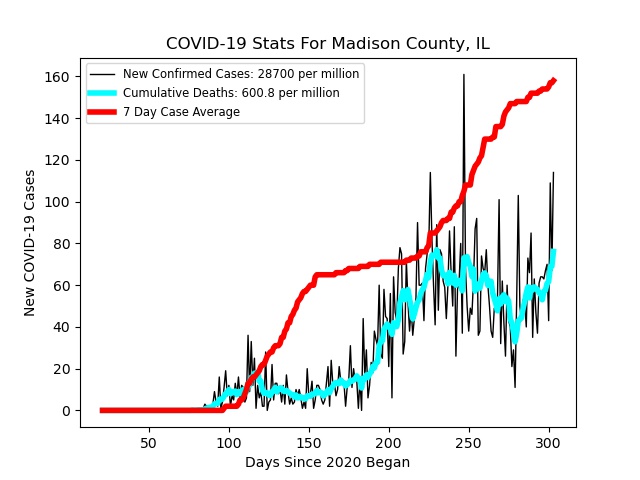 COVID-19 Stats For Madison County, IL
New Confirmed Cases: 28700 per million
Cumulative Deaths: 600.8 per million
7 Day Case Average
160
140
120
100
80
60
40
20
0
New COVID-19 Cases
50 100 150 200 250 300
Days Since 2020 Began